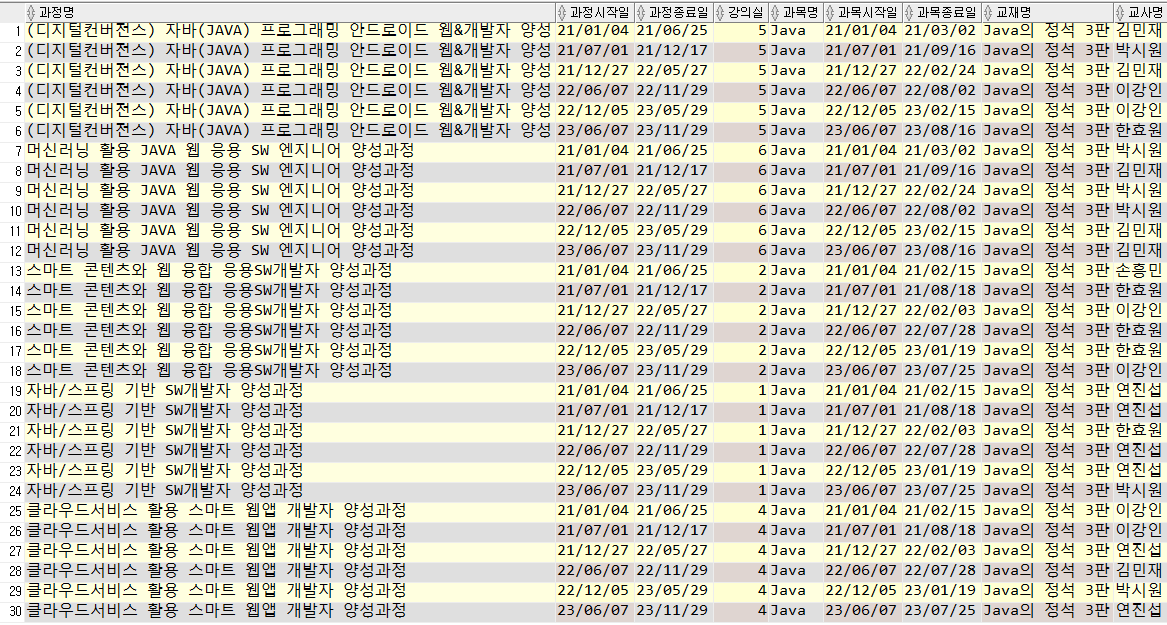 과정명 과정시작일 과정종료일 강의실 과목명 과목시작일 과목종료일 교재명 교사명
1 (디지털컨버전스) 자바(JAVA) 프로그래밍 안드로이드 웹&개발자 양성 21/01/04 21/06/25 5 Java 21/01/04 21/03/02 Java의 정석 3판 김민재
2 (디지털컨버전스) 자바(JAVA) 프로그래밍 안드로이드 웹&개발자 양성 21/07/01 21/12/17 5 Java 21/07/01 21/09/16 Java의 정석 3판 박시원
3 (디지털컨버전스) 자바(JAVA) 프로그래밍 안드로이드 웹&개발자 양성 21/12/27 22/05/27 5 Java 21/12/27 22/02/24 Java의 정석 3판 김민재
4 (디지털컨버전스) 자바(JAVA) 프로그래밍 안드로이드 웹&개발자 양성 22/06/07 22/11/29 5 Java 22/06/07 22/08/02 Java의 정석 3판 이강인
5 (디지털컨버전스) 자바(JAVA) 프로그래밍 안드로이드 웹&개발자 양성 22/12/05 23/05/29 5 Java 22/12/05 23/02/15 Java의 정석 3판 이강인
6 (디지털컨버전스) 자바(JAVA) 프로그래밍 안드로이드 웹&개발자 양성 23/06/07 23/11/29 5 Java 23/06/07 23/08/16 Java의 정석 3판 한효원
7 머신러닝 활용 JAVA 웹 응용 SW 엔지니어 양성과정 21/01/04 21/06/25 6 Java 21/01/04 21/03/02 Java의 정석 3판 박시원
8 머신러닝 활용 JAVA 웹 응용 SW 엔지니어 양성과정 21/07/01 21/12/17 6 Java 21/07/01 21/09/16 Java의 정석 3판 김민재
9 머신러닝 활용 JAVA 웹 응용 SW 엔지니어 양성과정 21/12/27 22/05/27 6 Java 21/12/27 22/02/24 Java의 정석 3판 박시원
10 머신러닝 활용 JAVA 웹 응용 SW 엔지니어 양성과정 22/06/07 22/11/29 6 Java 22/06/07 22/08/02 Java의 정석 3판 박시원
11 머신러닝 활용 JAVA 웹 응용 SW 엔지니어 양성과정 22/12/05 23/05/29 6 Java 22/12/05 23/02/15 Java의 정석 3판 김민재
12 머신러닝 활용 JAVA 웹 응용 SW 엔지니어 양성과정 23/06/07 23/11/29 6 Java 23/06/07 23/08/16 Java의 정석 3판 김민재
13 스마트 콘텐츠와 웹 융합 응용SW개발자 양성과정 21/01/04 21/06/25 2 Java 21/01/04 21/02/15 Java의 정석 3판 손흥민
14 스마트 콘텐츠와 웹 융합 응용SW개발자 양성과정 21/07/01 21/12/17 2 Java 21/07/01 21/08/18 Java의 정석 3판 한효원
15 스마트 콘텐츠와 웹 융합 응용SW개발자 양성과정 21/12/27 22/05/27 2 Java 21/12/27 22/02/03 Java의 정석 3판 이강인
16 스마트 콘텐츠와 웹 융합 응용SW개발자 양성과정 22/06/07 22/11/29 2 Java 22/06/07 22/07/28 Java의 정석 3판 한효원
17 스마트 콘텐츠와 웹 융합 응용SW개발자 양성과정 22/12/05 23/05/29 2 Java 22/12/05 23/01/19 Java의 정석 3판 한효원
18 스마트 콘텐츠와 웹 융합 응용SW개발자 양성과정 23/06/07 23/11/29 2 Java 23/06/07 23/07/25 Java의 정석 3판 이강인
19 자바/스프링 기반 SW개발자 양성과정 21/01/04 21/06/25 1 Java 21/01/04 21/02/15 Java의 정석 3판 연진섭
20 자바/스프링 기반 SW개발자 양성과정 21/07/01 21/12/17 1 Java 21/07/01 21/08/18 Java의 정석 3판 연진섭
21 자바/스프링 기반 SW개발자 양성과정 21/12/27 22/05/27 1 Java 21/12/27 22/02/03 Java의 정석 3판 한효원
22 자바/스프링 기반 SW개발자 양성과정 22/06/07 22/11/29 1 Java 22/06/07 22/07/28 Java의 정석 3판 연진섭
23 자바/스프링 기반 SW개발자 양성과정 22/12/05 23/05/29 1 Java 22/12/05 23/01/19 Java의 정석 3판 연진섭
24 자바/스프링 기반 SW개발자 양성과정 23/06/07 23/11/29 1 Java 23/06/07 23/07/25 Java의 정석 3판 박시원
25 클라우드서비스 활용 스마트 웹앱 개발자 양성과정 21/01/04 21/06/25 4 Java 21/01/04 21/02/15 Java의 정석 3판 이강인
26 클라우드서비스 활용 스마트 웹앱 개발자 양성과정 21/07/01 21/12/17 4 Java 21/07/01 21/08/18 Java의 정석 3판 이강인
27 클라우드서비스 활용 스마트 웹앱 개발자 양성과정 21/12/27 22/05/27 4 Java 21/12/27 22/02/03 Java의 정석 3판 연진섭
28 클라우드서비스 활용 스마트 웹앱 개발자 양성과정 22/06/07 22/11/29 4 Java 22/06/07 22/07/28 Java의 정석 3판 김민재
29 클라우드서비스 활용 스마트 웹앱 개발자 양성과정 22/12/05 23/05/29 4 Java 22/12/05 23/01/19 Java의 정석 3판 박시원
30 클라우드서비스 활용 스마트 웹앱 개발자 양성과정 23/06/07 23/11/29 4 Java 23/06/07 23/07/25 Java의 정석 3판 연진섭